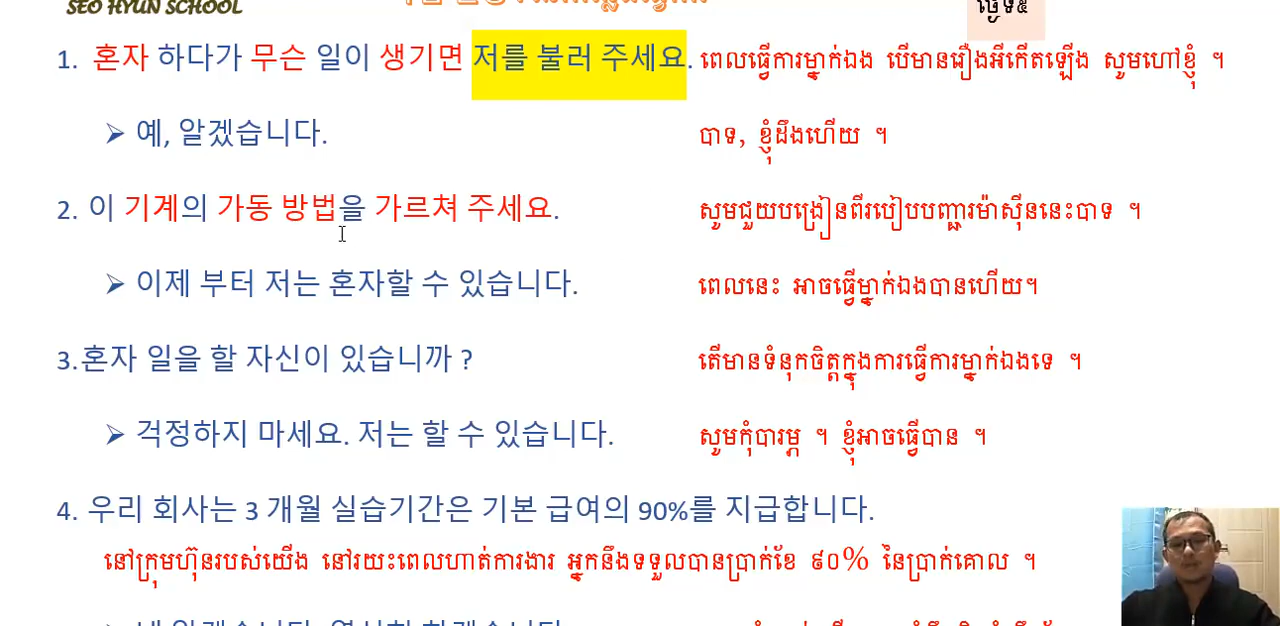 SEO HYUN SCHOOL
ថ្ងៃទី៥
1. 혼자 하다가 무슨 일이 생기면 저를 불러 주세요. ពេលធ្វើការម្នាក់ឯង បើមានរឿងអីកើតឡើង សូមហៅខ្ញុំ ។
➢ 예, 알겠습니다. បាទ, ខ្ញុំដឹងហើយ ។
2. 이 기계의 가동 방법을 가르쳐 주세요. សូមជួយបង្រៀនពីរបៀបបញ្ជារម៉ាស៊ីននេះបាទ ។
➢ 이제 부터 저는 혼자할 수 있습니다. ពេលនេះ អាចធ្វើម្នាក់ឯងបានហើយ។
3.혼자 일을 할 자신이 있습니까 ? តើមានទំនុកចិត្តក្នុងការធ្វើការម្នាក់ឯងទេ ។
➢ 걱정하지 마세요. 저는 할 수 있습니다. សូមកុំបារម្ភ ។ ខ្ញុំអាចធ្វើបាន ។
4. 우리 회사는 3 개월 실습기간은 기본 급여의 90%를 지급합니다.
នៅក្រុមហ៊ុនរបស់យើង នៅរយះពេលហាត់ការងារ អ្នកនឹងទទួលបានប្រាក់ខែ ៩០% នៃប្រាក់គោល ។